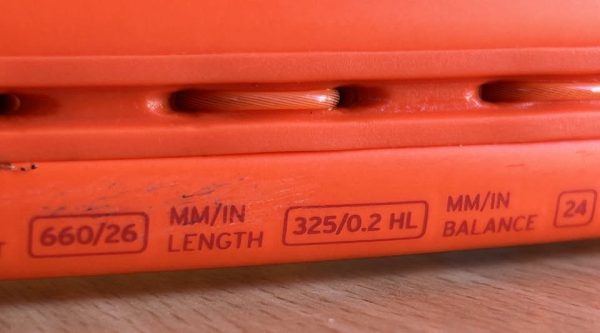 660/26 MM/IN LENGTH 325/0.2 HL MM/IN BALANCE 24